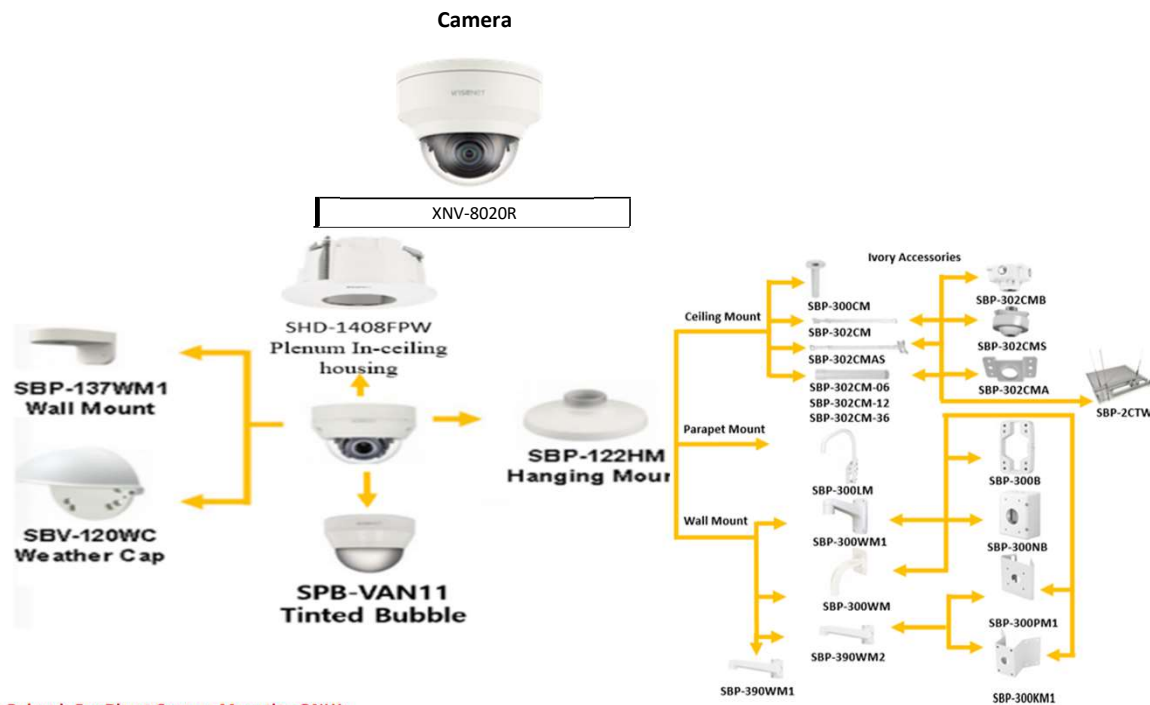 Camera
WISENET
XNV-8020R
SHD-1408FPW
Plenum In-ceiling
housing
SBP-137WM1
Wall Mount
SBV-120WC
Weather Cap
SPB-VAN11
Tinted Bubble
SBP-122HM
Hanging Moun
Ivory Accessories
Ceiling Mount
SBP-300CM
SBP-302CM
SBP-302CMAS
SBP-302CM-06
SBP-302CM-12
SBP-302CM-36
SBP-302CMB
SBP-302CMS
SBP-302CMA
SBP-2CTW
Parapet Mount
SBP-300LM
Wall Mount
SBP-300WM1
SBP-300WM
SBP-390WM2
SBP-390WM1
SBP-300B
SBP-300NB
SBP-300PM1
SBP-300KM1